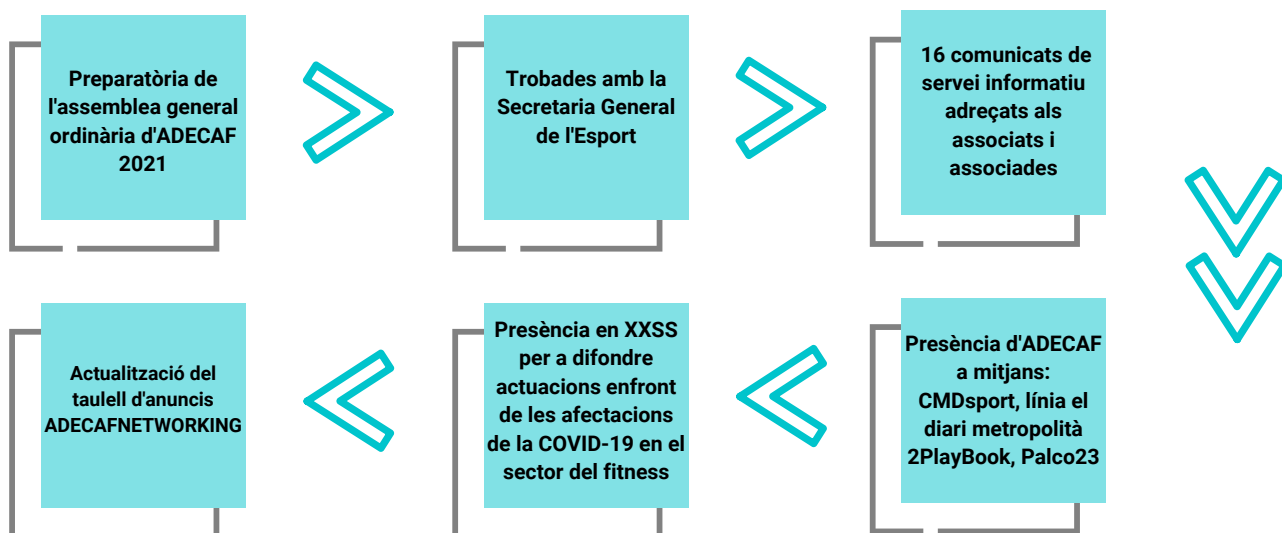 Preparatòria de
l'assemblea general
ordinària d'ADECAF
2021
Trobades amb la
Secretaria General
de l'Esport
16 comunicats de
servei informatiu
adreçats als
associats i
associades
Presència d'ADECAF
a mitjans:
CMDsport, línia el
diari metropolità
2PlayBook, Palco23
Presència en XXSS
per a difondre
actuacions enfront
de les afectacions
de la COVID-19 en el
sector del fitness
Actualització del
taulell d'anuncis
ADECAFNETWORKING